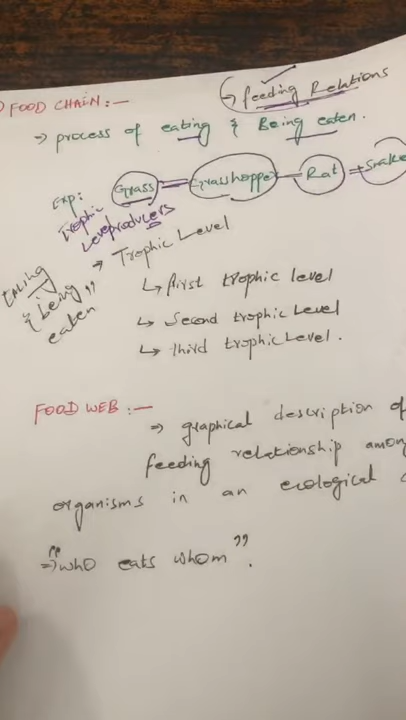 FOOD CHAIN :-
→ feeding Relations
→ process of eating & Being eaten.
Exp: Grass Grasshopper Rat Snake
Trophic Level producers
→ Trophic Level
Eating & being eaten"
↳ first trophic level
↳ Second trophic Level
↳ third trophic Level.
FOOD WEB :-
⇒ graphical description of
feeding relationship among
organisms in an ecological
⇒ "who eats whom".